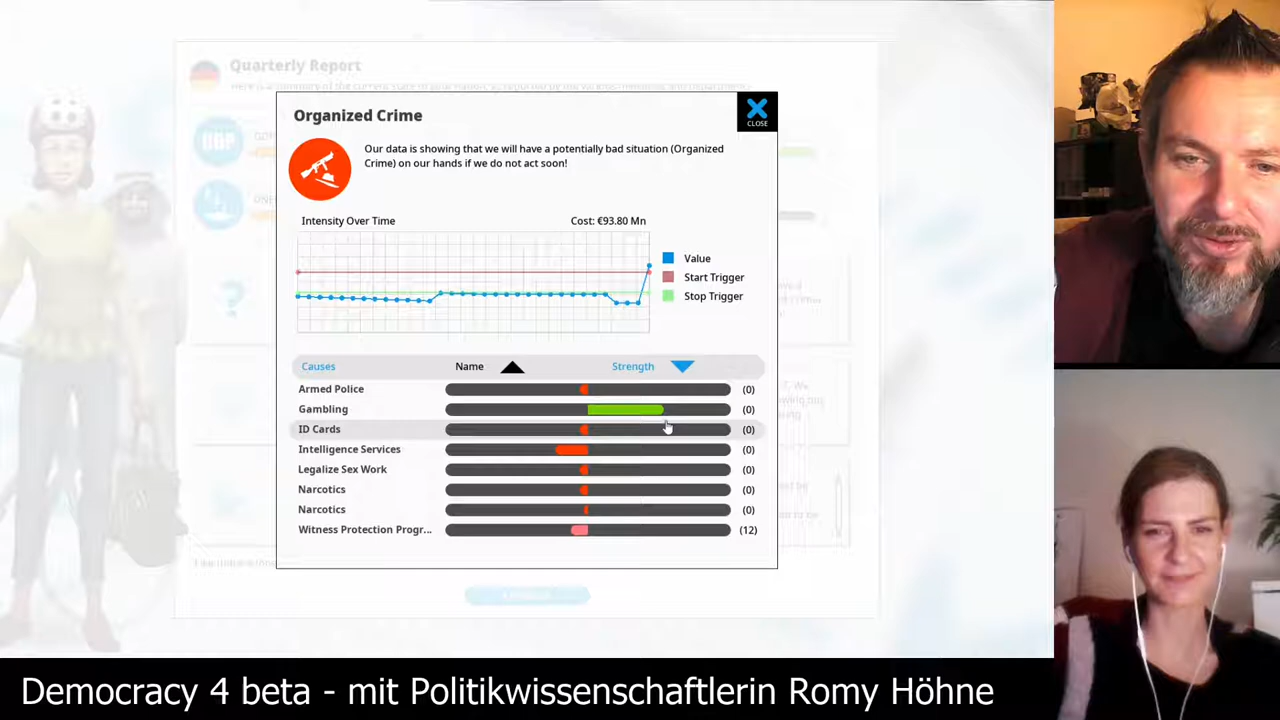 Quarterly Report
Organized Crime
CLOSE
Our data is showing that we will have a potentially bad situation (Organized
Crime) on our hands if we do not act soon!
Intensity Over Time
Cost: €93.80 Mn
Value
Start Trigger
Stop Trigger
Causes Name Strength
Armed Police (0)
Gambling (0)
ID Cards (0)
Intelligence Services (0)
Legalize Sex Work (0)
Narcotics (0)
Narcotics (0)
Witness Protection Progr... (12)
Democracy 4 beta - mit Politikwissenschaftlerin Romy Höhne